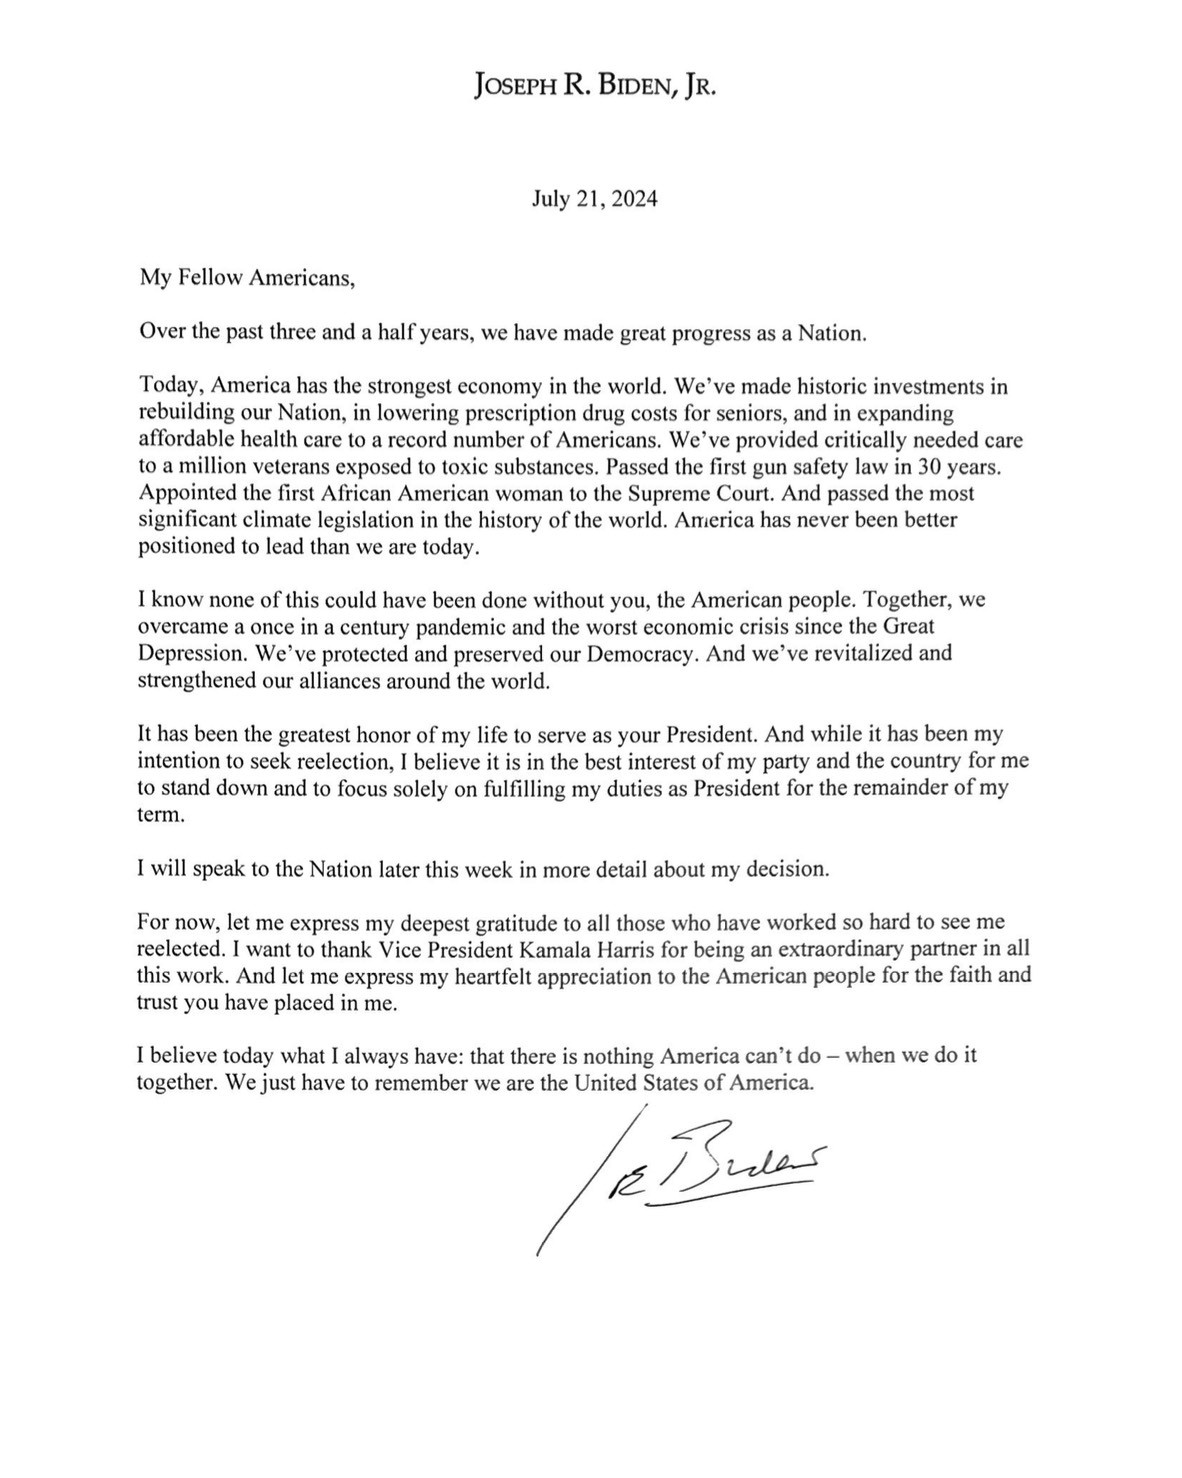 JOSEPH R. BIDEN, JR.
July 21, 2024
My Fellow Americans,
Over the past three and a half years, we have made great progress as a Nation.
Today, America has the strongest economy in the world. We’ve made historic investments in
rebuilding our Nation, in lowering prescription drug costs for seniors, and in expanding
affordable health care to a record number of Americans. We’ve provided critically needed care
to a million veterans exposed to toxic substances. Passed the first gun safety law in 30 years.
Appointed the first African American woman to the Supreme Court. And passed the most
significant climate legislation in the history of the world. America has never been better
positioned to lead than we are today.
I know none of this could have been done without you, the American people. Together, we
overcame a once in a century pandemic and the worst economic crisis since the Great
Depression. We’ve protected and preserved our Democracy. And we’ve revitalized and
strengthened our alliances around the world.
It has been the greatest honor of my life to serve as your President. And while it has been my
intention to seek reelection, I believe it is in the best interest of my party and the country for me
to stand down and to focus solely on fulfilling my duties as President for the remainder of my
term.
I will speak to the Nation later this week in more detail about my decision.
For now, let me express my deepest gratitude to all those who have worked so hard to see me
reelected. I want to thank Vice President Kamala Harris for being an extraordinary partner in all
this work. And let me express my heartfelt appreciation to the American people for the faith and
trust you have placed in me.
I believe today what I always have: that there is nothing America can’t do – when we do it
together. We just have to remember we are the United States of America.
Joe Biden